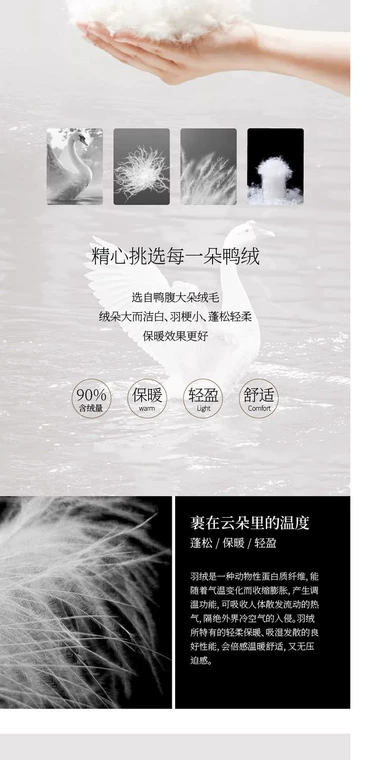 精心挑选每一朵鸭绒
选自鸭腹大朵绒毛
绒朵大而洁白、羽梗小、蓬松轻柔
保暖效果更好
90%
含绒量
保暖
warm
轻盈
Light
舒适
Comfort
裹在云朵里的温度
蓬松 / 保暖 / 轻盈
羽绒是一种动物性蛋白质纤维, 能
随着气温变化而收缩膨胀, 产生调
温功能, 可吸收人体散发流动的热
气, 隔绝外界冷空气的入侵。羽绒
所特有的轻柔保暖、吸湿发散的良
好性能, 会倍感温暖舒适, 又无压
迫感。